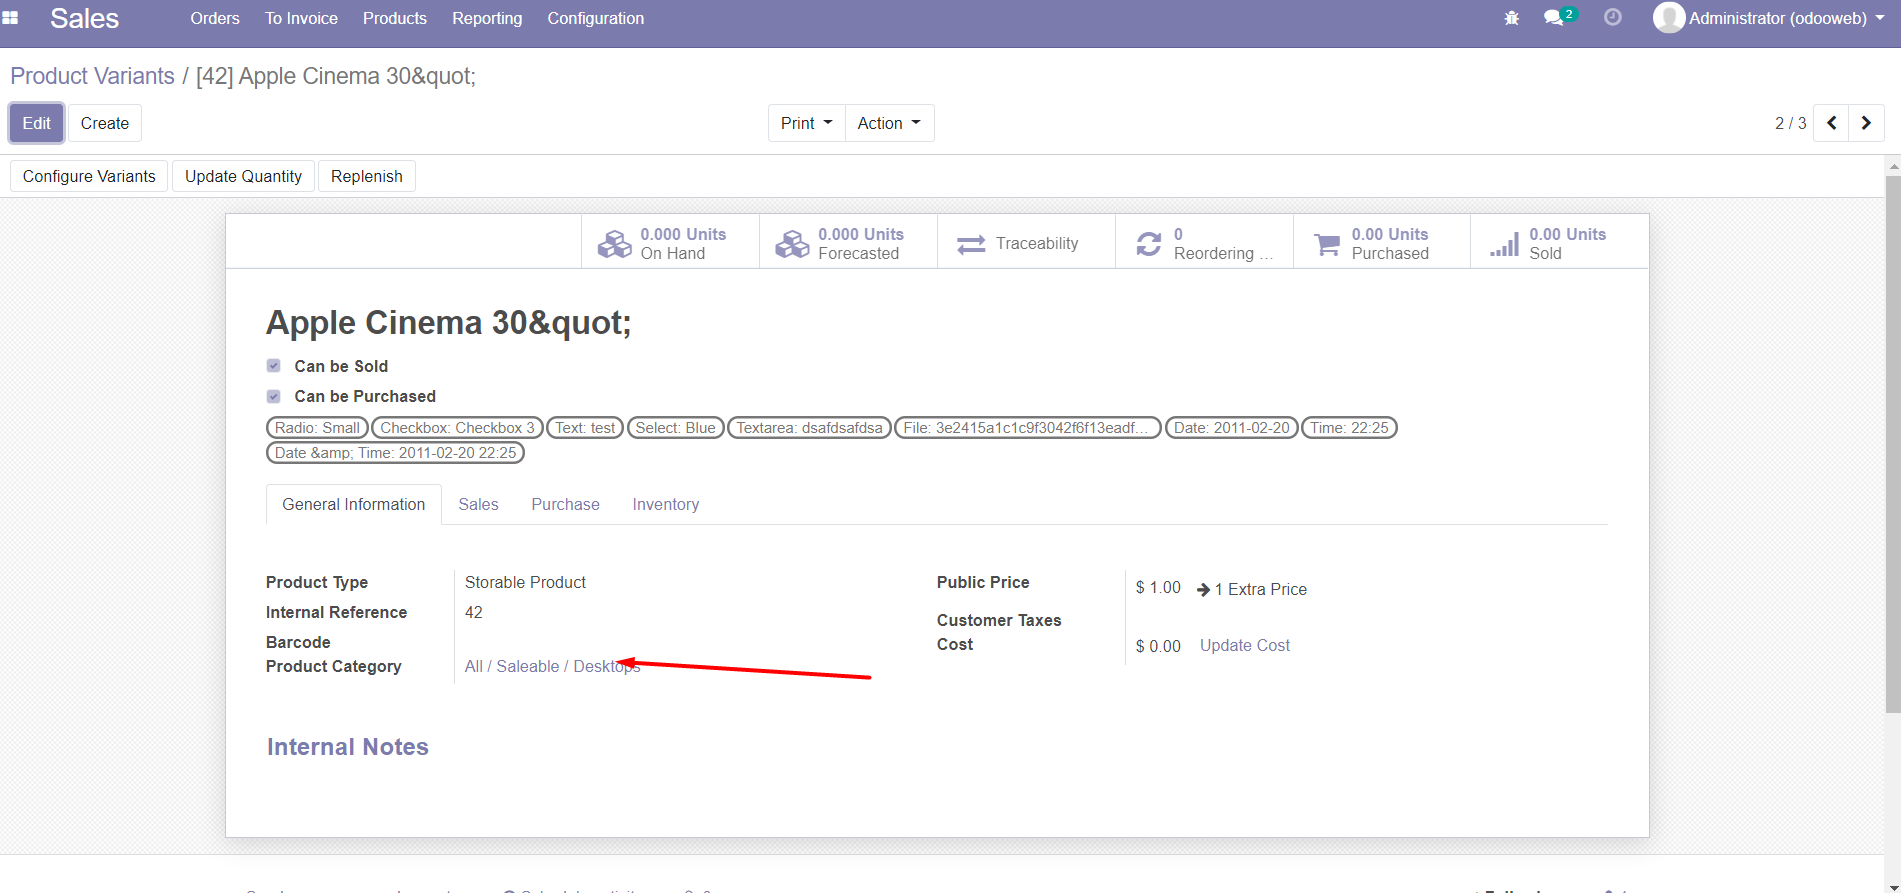 Sales Orders To Invoice Products Reporting Configuration 2 Administrator (odooweb)
Product Variants / [42] Apple Cinema 30&quot;
Edit Create Print Action 2 / 3
Configure Variants Update Quantity Replenish
0.000 Units On Hand
0.000 Units Forecasted
Traceability
0 Reordering ...
0.00 Units Purchased
0.00 Units Sold
Apple Cinema 30&quot;
Can be Sold
Can be Purchased
Radio: Small Checkbox: Checkbox 3 Text: test Select: Blue Textarea: dsafdsafdsa File: 3e2415a1c1c9f3042f6f13eadf... Date: 2011-02-20 Time: 22:25
Date &amp; Time: 2011-02-20 22:25
General Information Sales Purchase Inventory
Product Type Storable Product
Internal Reference 42
Barcode
Product Category All / Saleable / Desktops
Public Price $ 1.00 1 Extra Price
Customer Taxes
Cost $ 0.00 Update Cost
Internal Notes